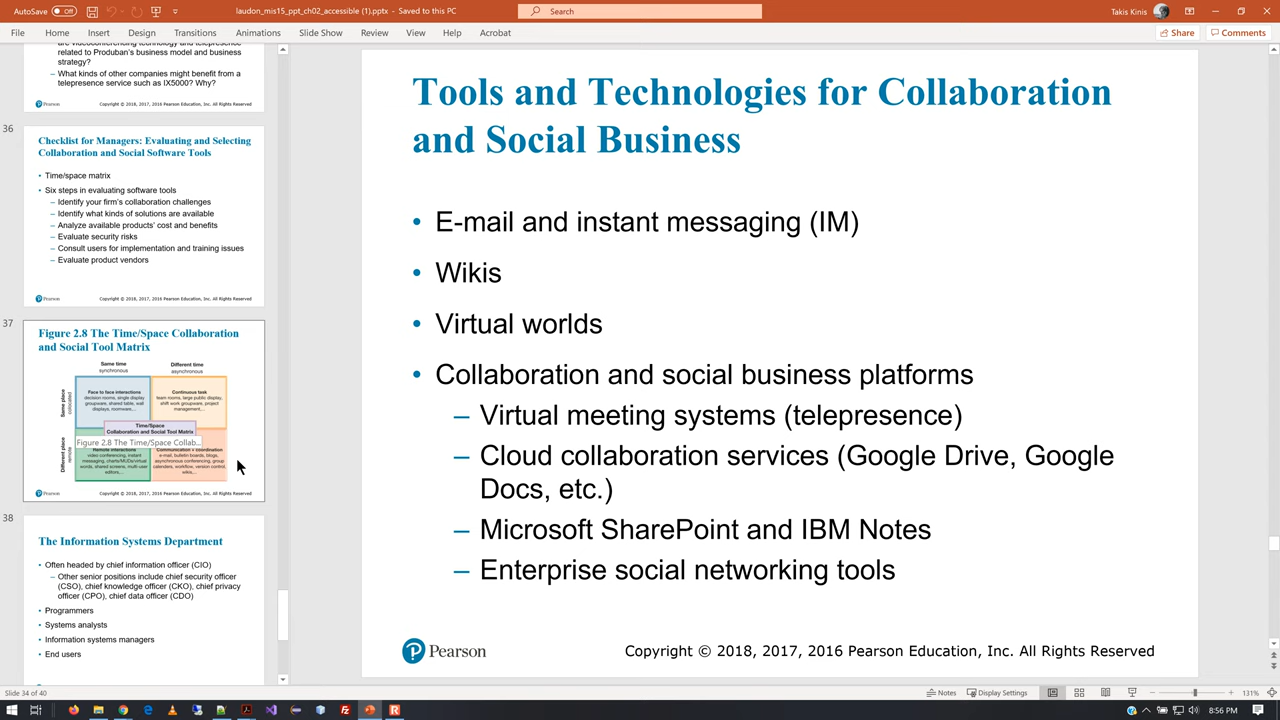 AutoSave
Off
laudon_mis15_ppt_ch02_accessible (1).pptx - Saved to this PC
Search
Takis Kinis
File
Home
Insert
Design
Transitions
Animations
Slide Show
Review
View
Help
Acrobat
Share
Comments
are videoconferencing technology and telepresence
related to Produban's business model and business
strategy?
– What kinds of other companies might benefit from a
telepresence service such as IX5000? Why?
Pearson
Copyright © 2018, 2017, 2016 Pearson Education, Inc. All Rights Reserved
36
Checklist for Managers: Evaluating and Selecting
Collaboration and Social Software Tools
• Time/space matrix
• Six steps in evaluating software tools
– Identify your firm's collaboration challenges
– Identify what kinds of solutions are available
– Analyze available products' cost and benefits
– Evaluate security risks
– Consult users for implementation and training issues
– Evaluate product vendors
Pearson
Copyright © 2018, 2017, 2016 Pearson Education, Inc. All Rights Reserved
37
Figure 2.8 The Time/Space Collaboration
and Social Tool Matrix
Same time
synchronous
Different time
asynchronous
Same place
colocated
Face to face interactions
decision rooms, single display
groupware, shared table, wall
displays, roomware,...
Continuous task
team rooms, large public display,
shift work groupware, project
management,...
Time/Space
Collaboration and Social Tool Matrix
Figure 2.8 The Time/Space Collab...
Different place
remote
Remote interactions
video conferencing, instant
messaging, charts/MUDs/virtual
words, shared screens, multi-user
editors...
Communication + coordination
e-mail, bulletin boards, blogs,
asynchronous conferencing, group
calendars, workflow, version control,
wikis...
Pearson
Copyright © 2018, 2017, 2016 Pearson Education, Inc. All Rights Reserved
38
The Information Systems Department
• Often headed by chief information officer (CIO)
– Other senior positions include chief security officer
(CSO), chief knowledge officer (CKO), chief privacy
officer (CPO), chief data officer (CDO)
• Programmers
• Systems analysts
• Information systems managers
• End users
Tools and Technologies for Collaboration
and Social Business
• E-mail and instant messaging (IM)
• Wikis
• Virtual worlds
• Collaboration and social business platforms
– Virtual meeting systems (telepresence)
– Cloud collaboration services (Google Drive, Google
Docs, etc.)
– Microsoft SharePoint and IBM Notes
– Enterprise social networking tools
Pearson
Copyright © 2018, 2017, 2016 Pearson Education, Inc. All Rights Reserved
Slide 34 of 40
Notes
Display Settings
131%
8:56 PM